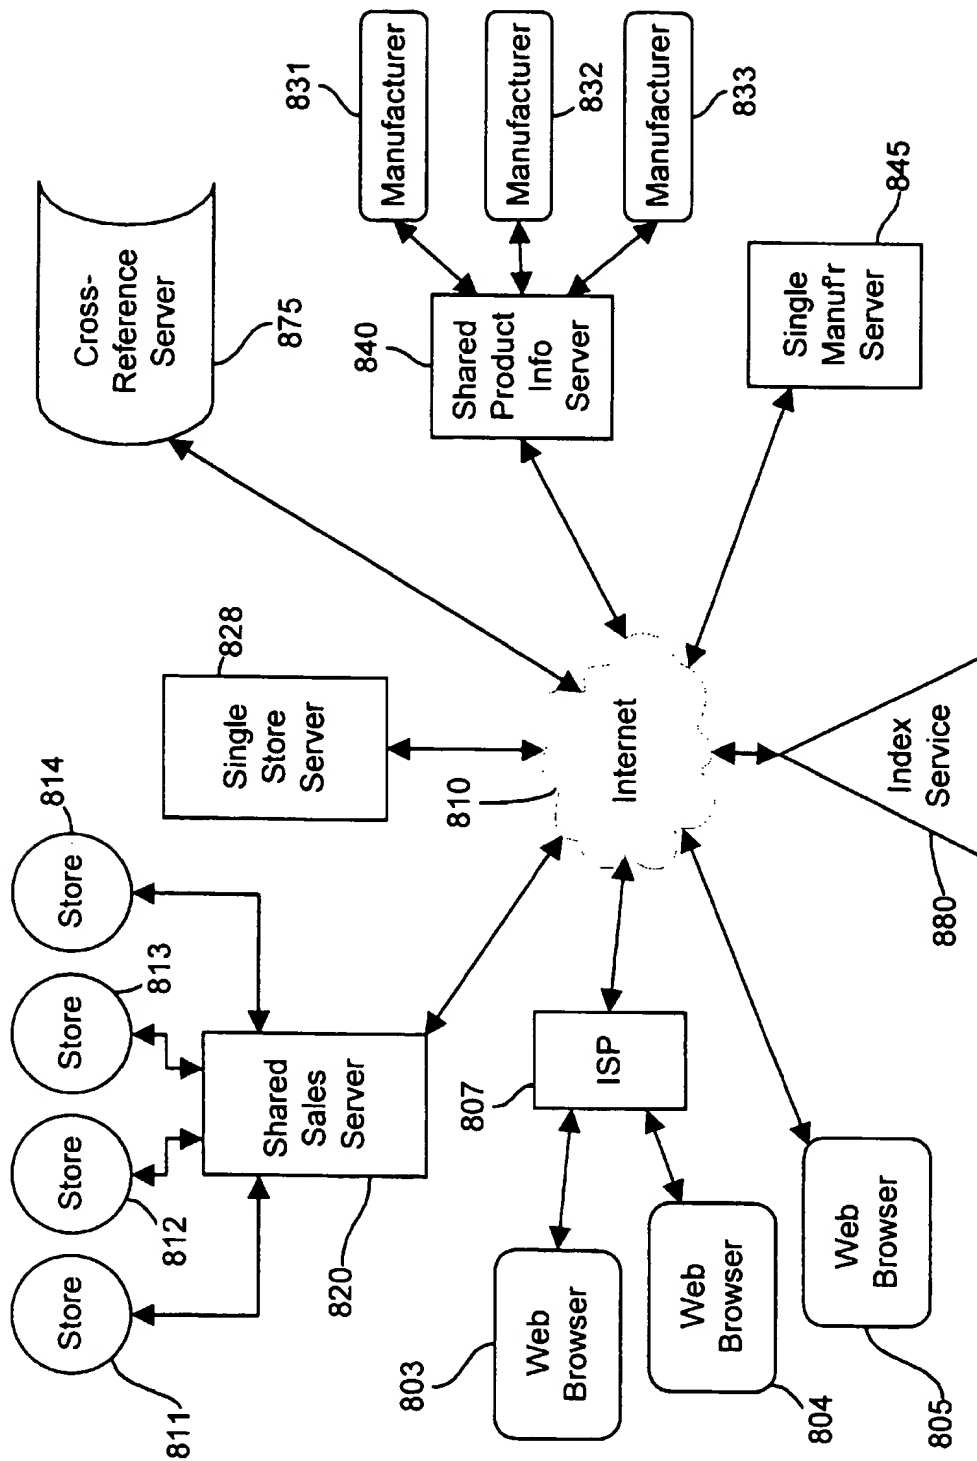 Store
811
Store
812
Store
813
Store
814
Shared
Sales
Server
820
Single
Store
Server
828
Cross-
Reference
Server
875
Manufacturer
831
Manufacturer
832
Manufacturer
833
Shared
Product
Info
Server
840
Single
Manuf'r
Server
845
Internet
810
ISP
807
Web
Browser
803
Web
Browser
804
Web
Browser
805
Index
Service
880